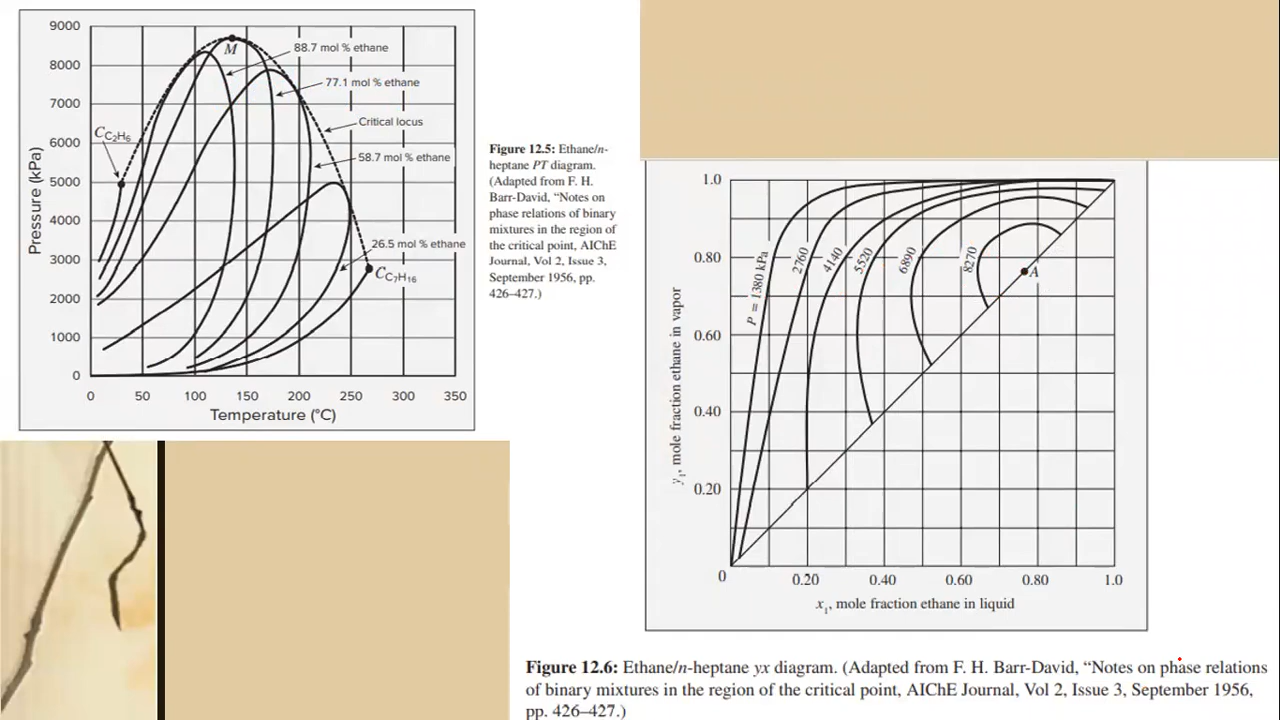 9000
8000
7000
6000
5000
4000
3000
2000
1000
0
Pressure (kPa)
0 50 100 150 200 250 300 350
Temperature (°C)
M
88.7 mol % ethane
77.1 mol % ethane
Critical locus
58.7 mol % ethane
26.5 mol % ethane
CC₂H₆
CC₇H₁₆
Figure 12.5: Ethane/n-
heptane PT diagram.
(Adapted from F. H.
Barr-David, “Notes on
phase relations of binary
mixtures in the region of
the critical point, AIChE
Journal, Vol 2, Issue 3,
September 1956, pp.
426–427.)
1.0
0.80
0.60
0.40
0.20
0
y₁, mole fraction ethane in vapor
P = 1380 kPa
2760
4140
5520
6890
8270
A
0.20 0.40 0.60 0.80 1.0
x₁, mole fraction ethane in liquid
Figure 12.6: Ethane/n-heptane yx diagram. (Adapted from F. H. Barr-David, “Notes on phase relations
of binary mixtures in the region of the critical point, AIChE Journal, Vol 2, Issue 3, September 1956,
pp. 426–427.)